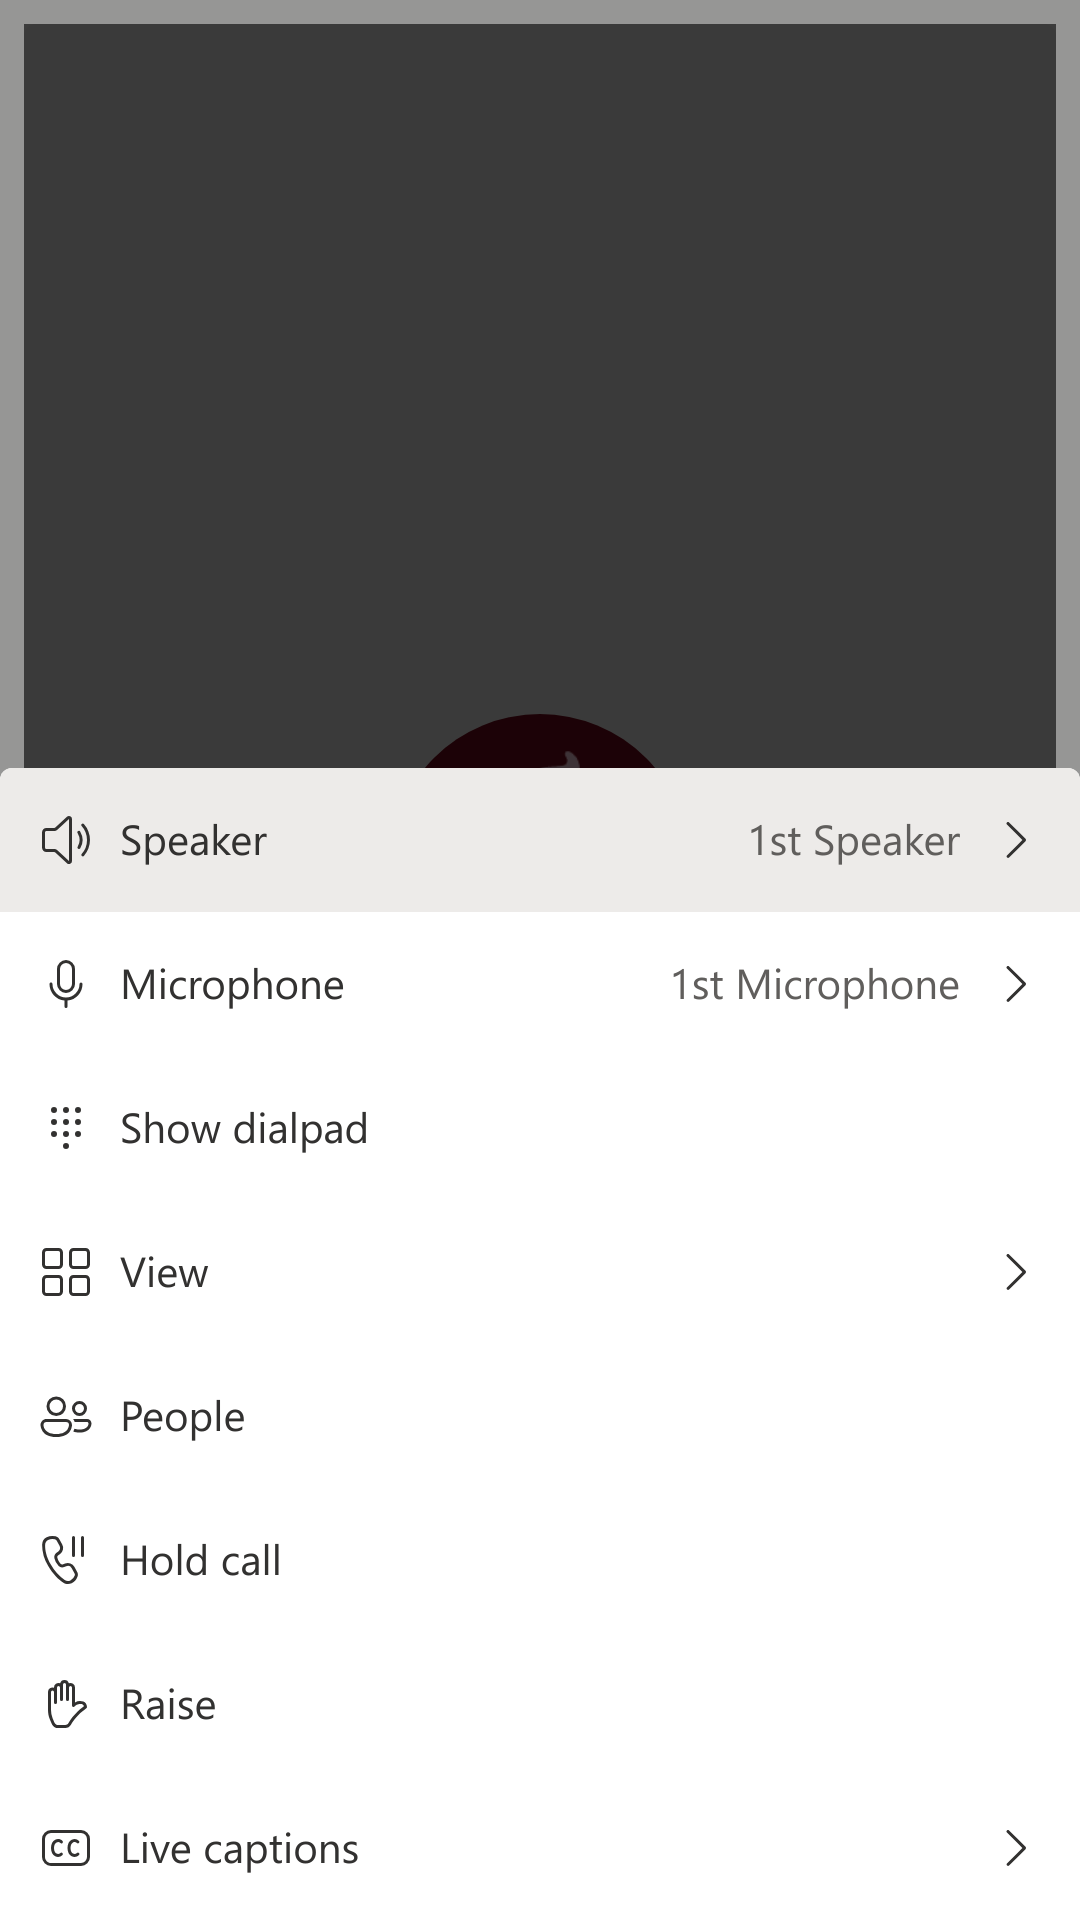 Speaker 1st Speaker
Microphone 1st Microphone
Show dialpad
View
People
Hold call
Raise
CC Live captions